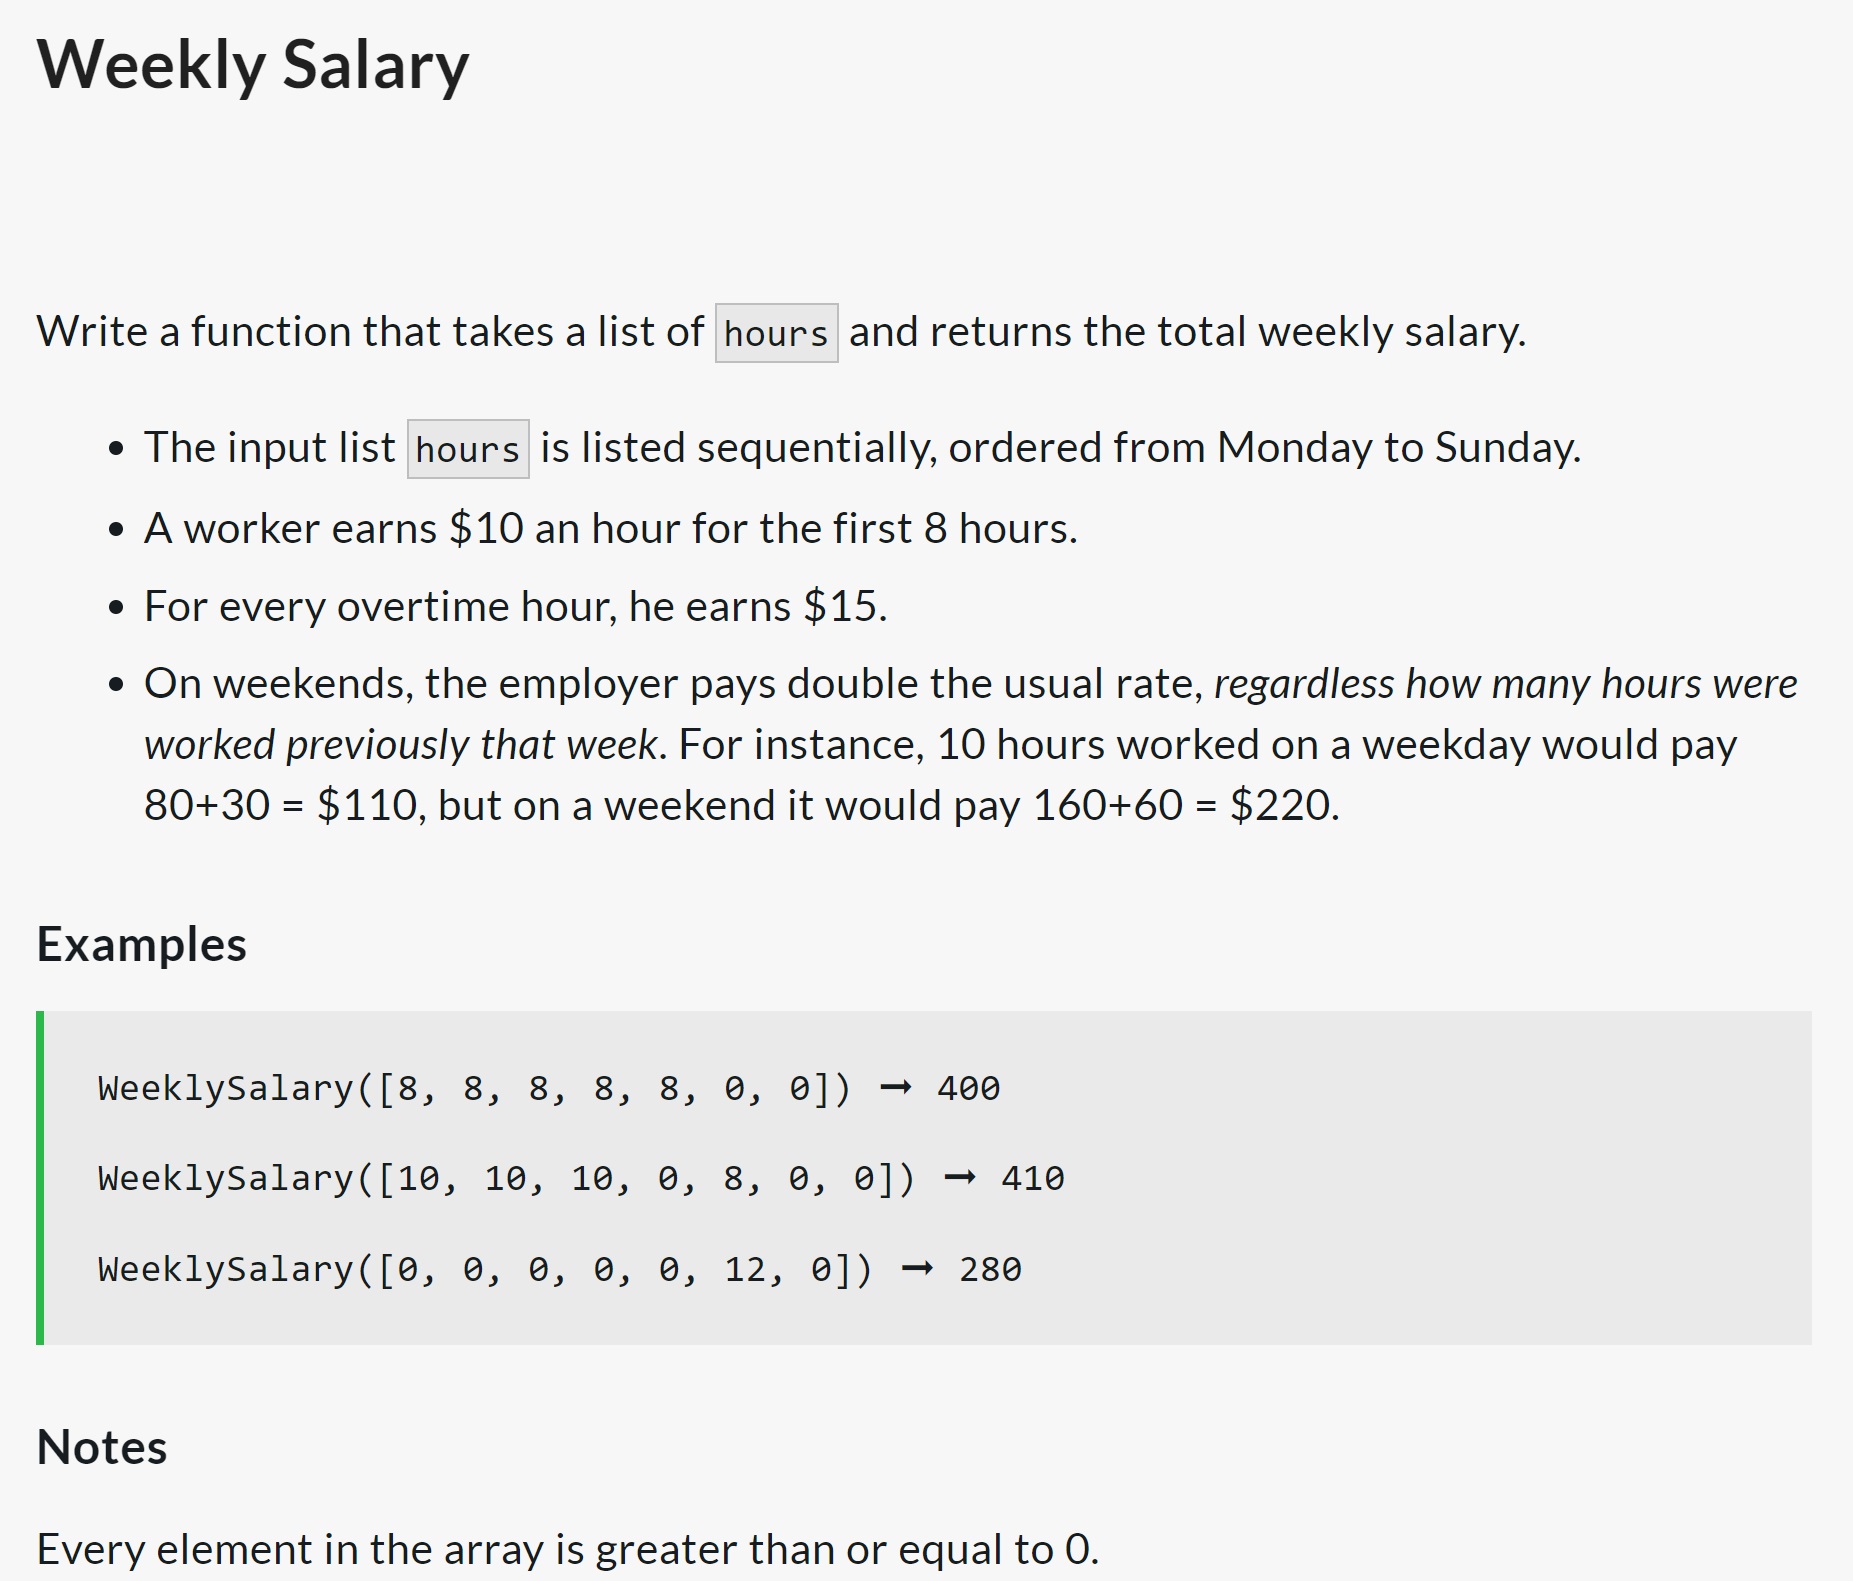 Weekly Salary
Write a function that takes a list of hours and returns the total weekly salary.
• The input list hours is listed sequentially, ordered from Monday to Sunday.
• A worker earns $10 an hour for the first 8 hours.
• For every overtime hour, he earns $15.
• On weekends, the employer pays double the usual rate, regardless how many hours were
worked previously that week. For instance, 10 hours worked on a weekday would pay
80+30 = $110, but on a weekend it would pay 160+60 = $220.
Examples
WeeklySalary([8, 8, 8, 8, 8, 0, 0]) ➞ 400
WeeklySalary([10, 10, 10, 0, 8, 0, 0]) ➞ 410
WeeklySalary([0, 0, 0, 0, 0, 12, 0]) ➞ 280
Notes
Every element in the array is greater than or equal to 0.